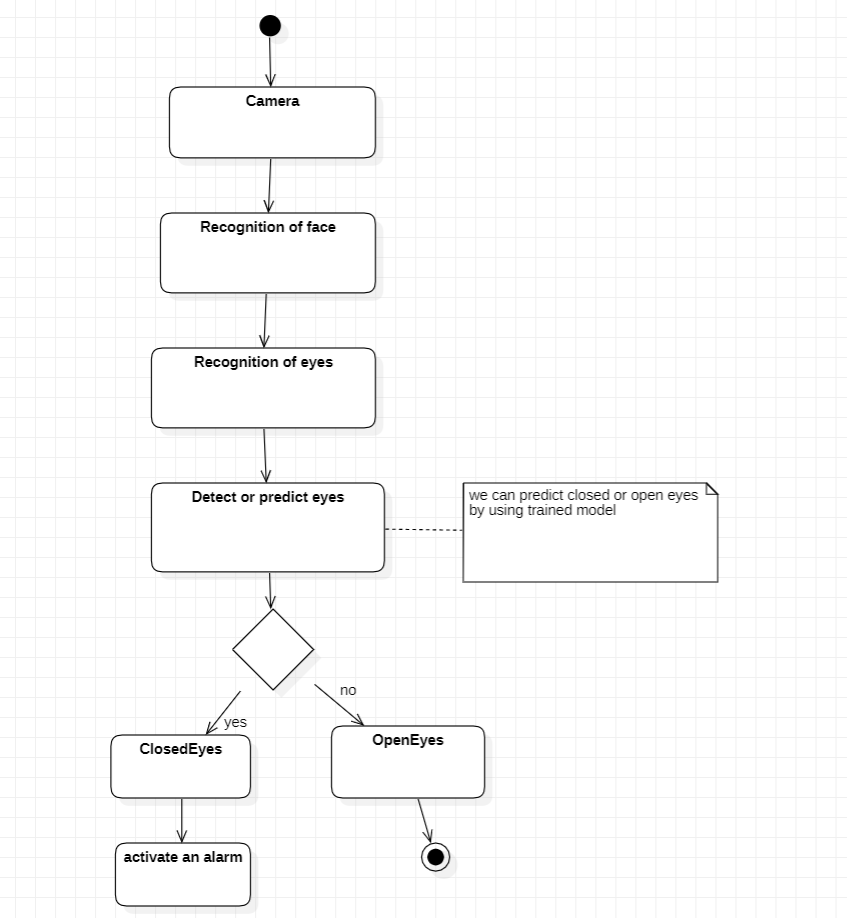 Camera
Recognition of face
Recognition of eyes
Detect or predict eyes
we can predict closed or open eyes
by using trained model
no
yes
ClosedEyes
OpenEyes
activate an alarm